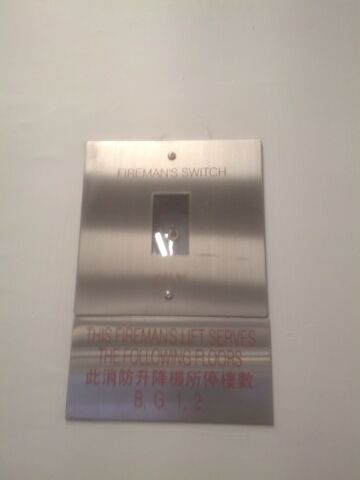 FIREMAN'S SWITCH
THIS FIREMAN'S LIFT SERVES
THE FOLLOWING FLOORS
此消防升降機所停樓數
B, G, 1, 2